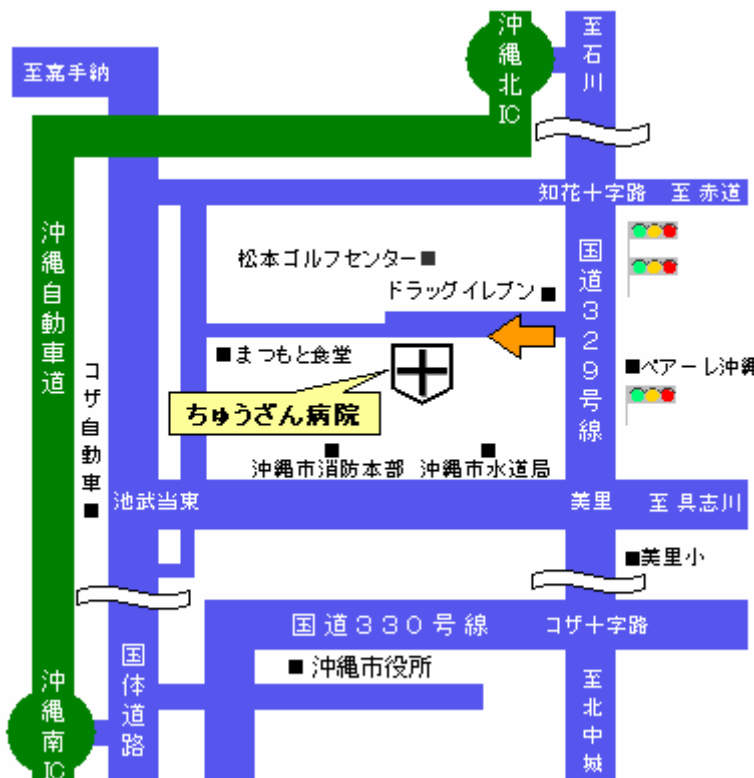 沖縄北IC
至石川
至嘉手納
知花十字路 至 赤道
沖縄自動車道
国道329号線
松本ゴルフセンター■
ドラッグイレブン■
■まつもと食堂
■ペアーレ沖縄
コザ自動車■
ちゅうざん病院
沖縄市消防本部
沖縄市水道局
池武当東
美里
至 具志川
■美里小
国道330号線
コザ十字路
国体道路
■沖縄市役所
沖縄南IC
至北中城